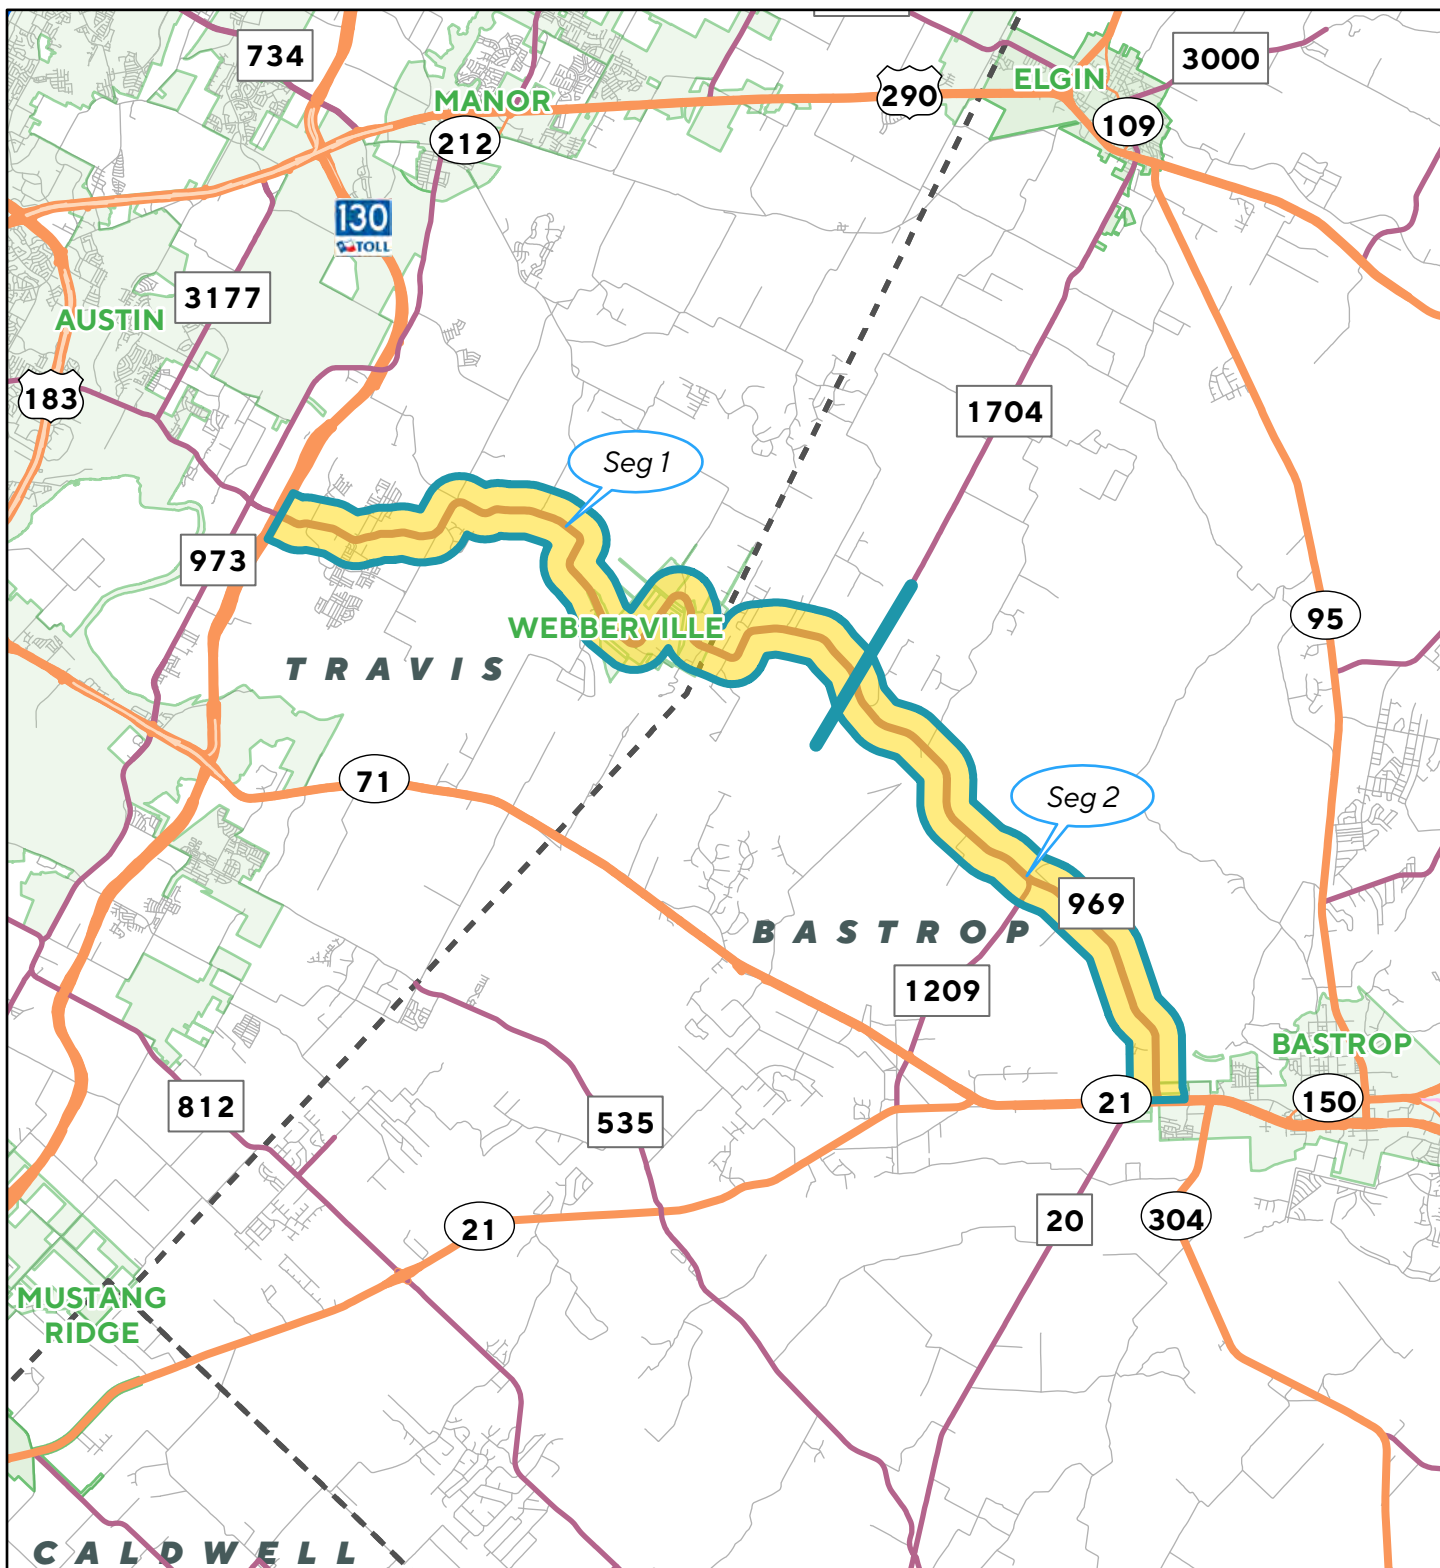 734
3000
ELGIN
290
MANOR
109
212
130
TOLL
3177
AUSTIN
183
1704
Seg 1
973
95
WEBBERVILLE
TRAVIS
71
Seg 2
969
BASTROP
1209
BASTROP
812
535
21
150
21
20
304
MUSTANG
RIDGE
CALDWELL